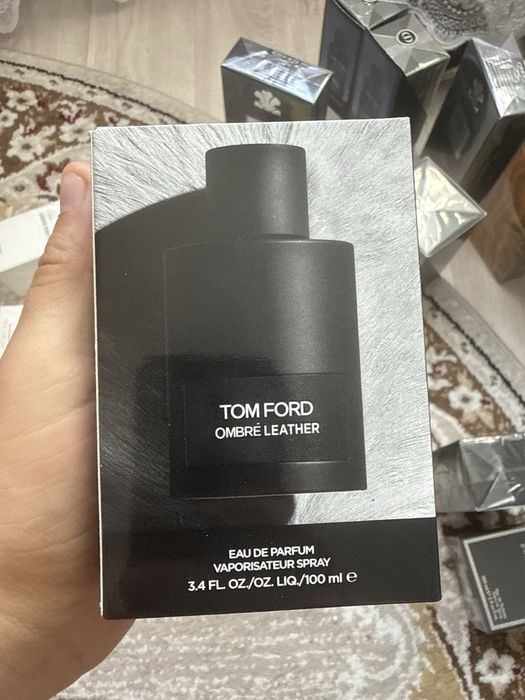 TOM FORD
OMBRÉ LEATHER
EAU DE PARFUM
VAPORISATEUR SPRAY
3.4 FL. OZ./OZ. LIQ./100 ml ℮